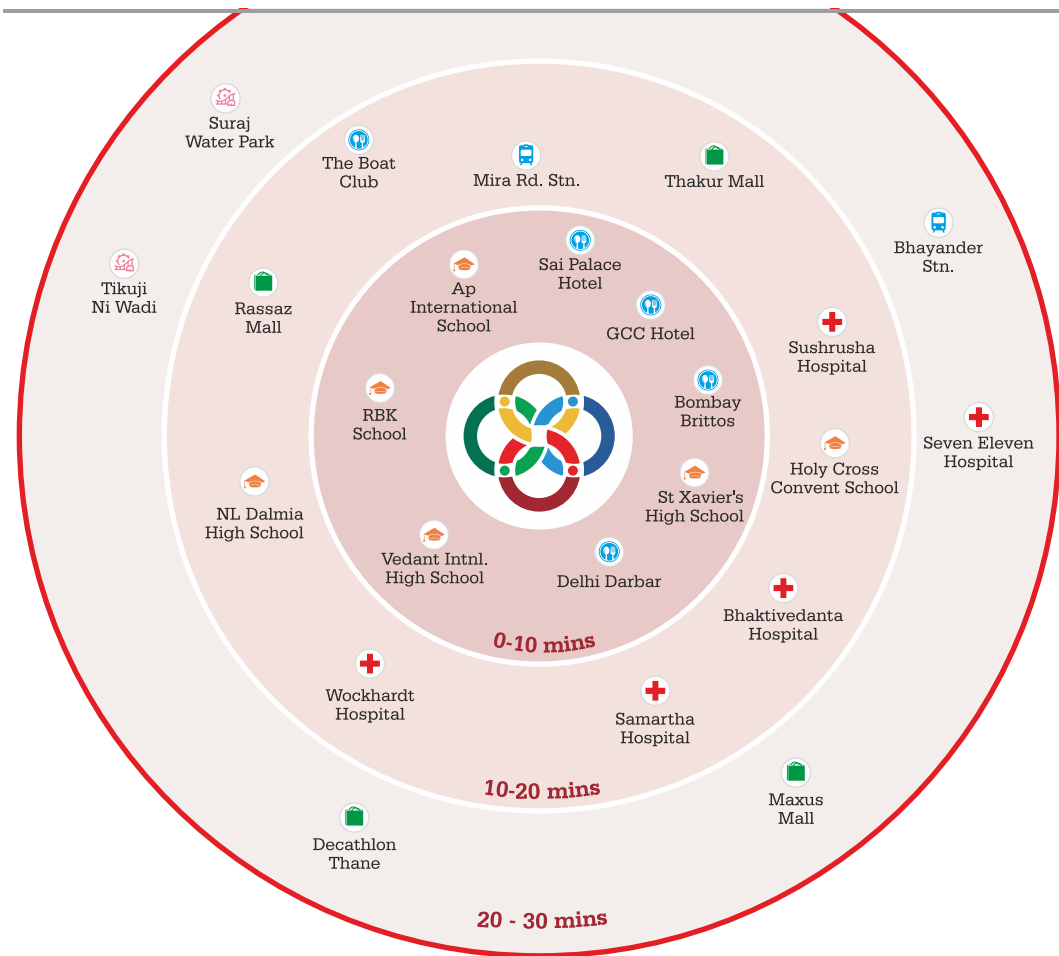 Suraj
Water Park
The Boat
Club
Mira Rd. Stn.
Thakur Mall
Bhayander
Stn.
Tikuji
Ni Wadi
Rassaz
Mall
Ap
International
School
Sai Palace
Hotel
GCC Hotel
Sushrusha
Hospital
RBK
School
Bombay
Brittos
Seven Eleven
Hospital
Holy Cross
Convent School
NL Dalmia
High School
St Xavier's
High School
Vedant Intnl.
High School
Delhi Darbar
Bhaktivedanta
Hospital
0-10 mins
Wockhardt
Hospital
Samartha
Hospital
10-20 mins
Maxus
Mall
Decathlon
Thane
20 - 30 mins